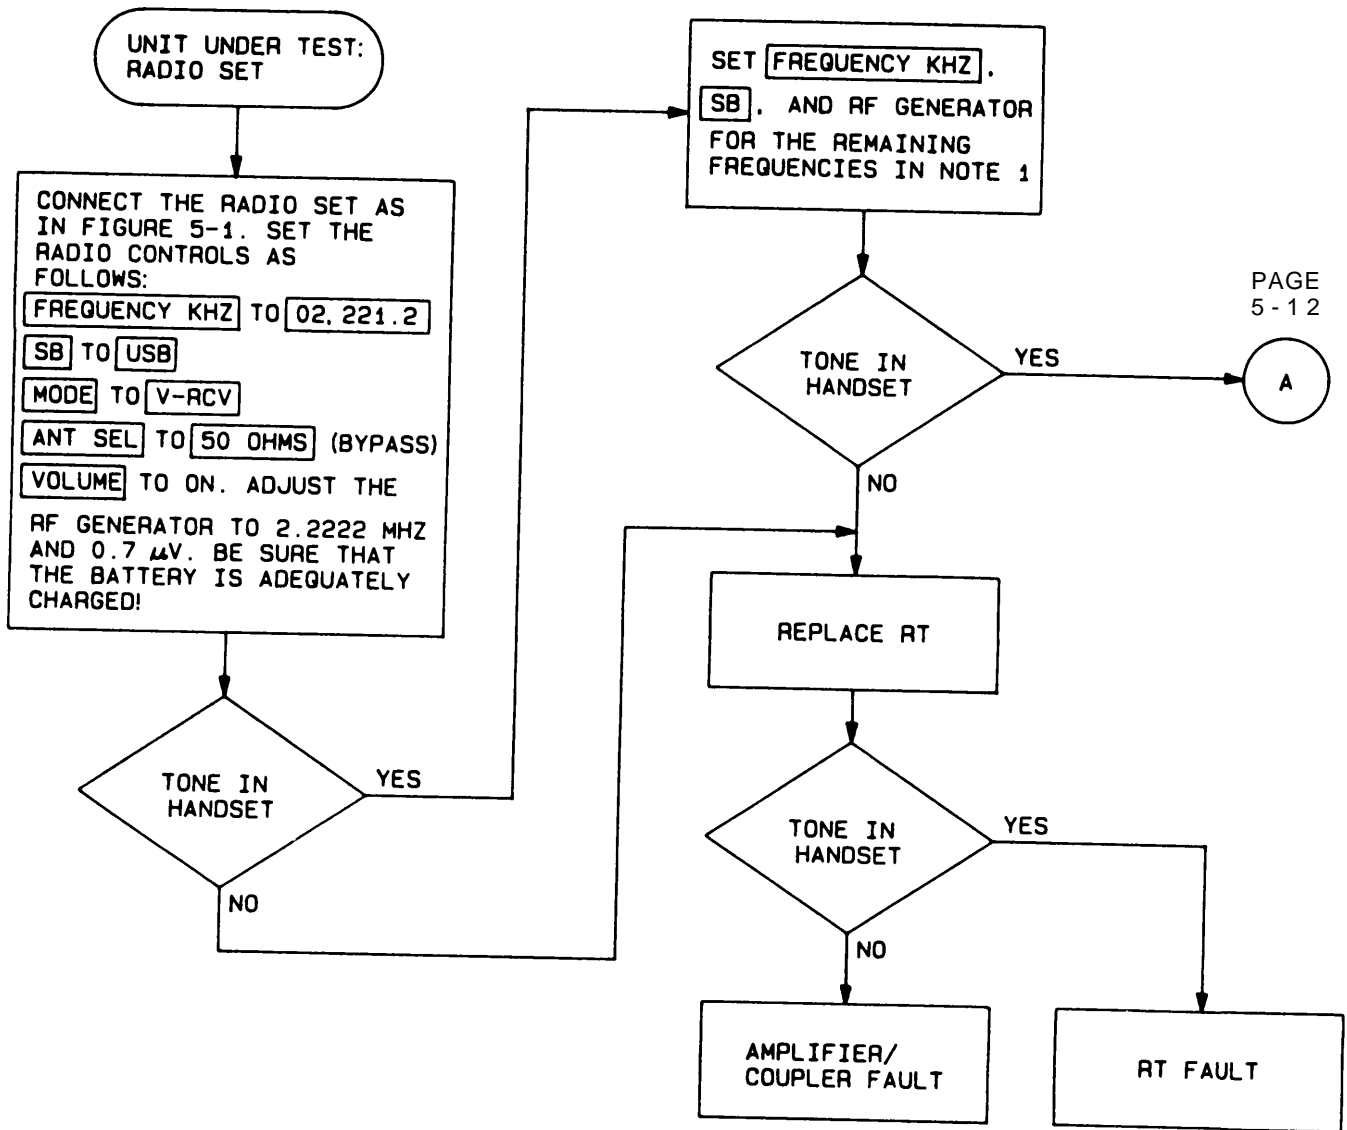 UNIT UNDER TEST:
RADIO SET
CONNECT THE RADIO SET AS
IN FIGURE 5-1. SET THE
RADIO CONTROLS AS
FOLLOWS:
FREQUENCY KHZ TO 02,221.2
SB TO USB
MODE TO V-RCV
ANT SEL TO 50 OHMS (BYPASS)
VOLUME TO ON. ADJUST THE
RF GENERATOR TO 2.2222 MHZ
AND 0.7 µV. BE SURE THAT
THE BATTERY IS ADEQUATELY
CHARGED!
TONE IN
HANDSET
YES
NO
SET FREQUENCY KHZ.
SB. AND RF GENERATOR
FOR THE REMAINING
FREQUENCIES IN NOTE 1
TONE IN
HANDSET
YES
PAGE
5-12
A
NO
REPLACE RT
TONE IN
HANDSET
YES
NO
AMPLIFIER/
COUPLER FAULT
RT FAULT